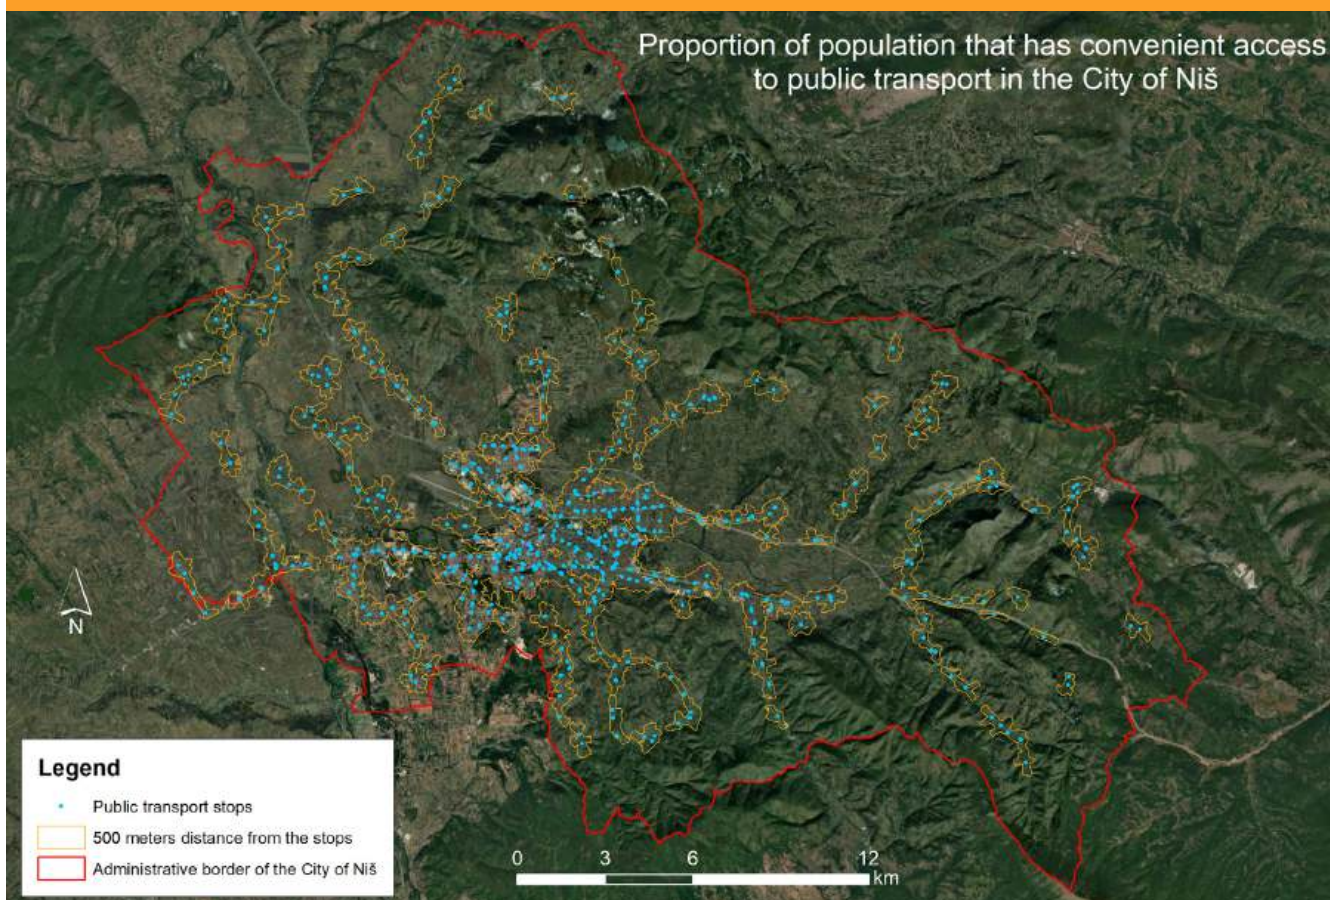 Proportion of population that has convenient access
to public transport in the City of Niš
N
Legend
Public transport stops
500 meters distance from the stops
Administrative border of the City of Niš
0 3 6 12
km